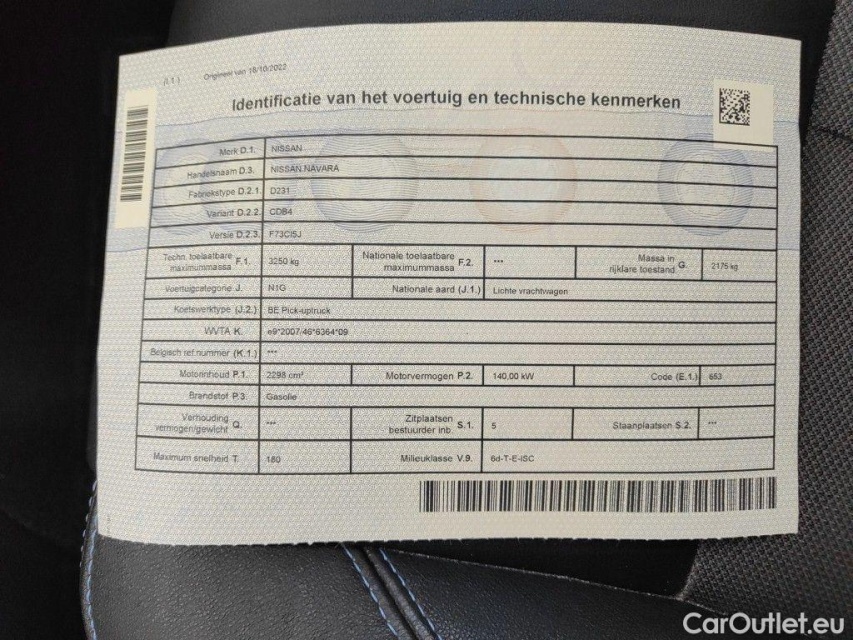 (I.1.) Origineel van 18/10/2022
Identificatie van het voertuig en technische kenmerken
Merk D.1. NISSAN
Handelsnaam D.3. NISSAN NAVARA
Fabriekstype D.2.1. D231
Variant D.2.2. CDB4
Versie D.2.3. F73CI5J
Techn. toelaatbare maximummassa F.1. 3250 kg Nationale toelaatbare maximummassa F.2. *** Massa in rijklare toestand G. 2175 kg
Voertuigcategorie J. N1G Nationale aard (J.1.) Lichte vrachtwagen
Koetswerktype (J.2.) BE Pick-uptruck
WVTA K. e9*2007/46*6364*09
Belgisch ref.nummer (K.1.) ***
Motorinhoud P.1. 2298 cm³ Motorvermogen P.2. 140,00 kW Code (E.1.) 653
Brandstof P.3. Gasolie
Verhouding vermogen/gewicht Q. *** Zitplaatsen bestuurder inb. S.1. 5 Staanplaatsen S.2. ***
Maximum snelheid T. 180 Milieuklasse V.9. 6d-T-E-ISC
CarOutlet.eu